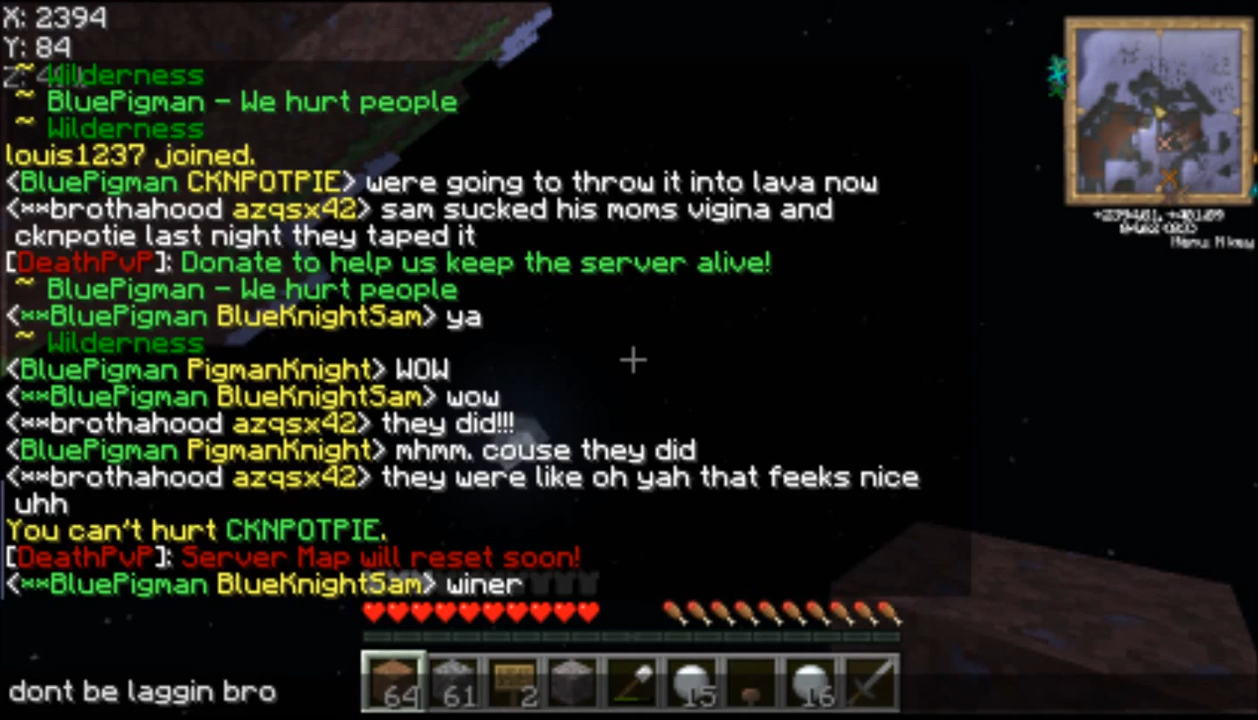 X: 2394
Y: 84
~ Wilderness
~ BluePigman - We hurt people
~ Wilderness
louis1237 joined.
<BluePigman CKNPOTPIE> were going to throw it into lava now
<**brothahood azqsx42> sam sucked his moms vigina and
cknpotie last night they taped it
[DeathPvP]: Donate to help us keep the server alive!
~ BluePigman - We hurt people
<**BluePigman BlueKnightSam> ya
~ Wilderness
<BluePigman PigmanKnight> WOW
<**BluePigman BlueKnightSam> wow
<**brothahood azqsx42> they did!!!
<BluePigman PigmanKnight> mhmm. couse they did
<**brothahood azqsx42> they were like oh yah that feeks nice
uhh
You can't hurt CKNPOTPIE.
[DeathPvP]: Server Map will reset soon!
<**BluePigman BlueKnightSam> winer
64 61 2 15 16
dont be laggin bro